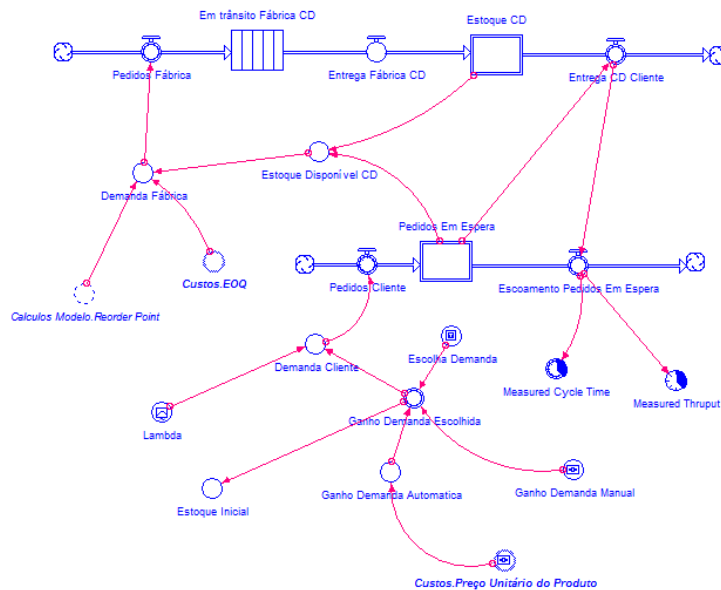 Em trânsito Fábrica CD
Estoque CD
Pedidos Fábrica
Entrega Fábrica CD
Entrega CD Cliente
Estoque Disponível CD
Demanda Fábrica
Pedidos Em Espera
Custos.EOQ
Pedidos Cliente
Escoamento Pedidos Em Espera
Calculos Modelo.Reorder Point
Escolha Demanda
Demanda Cliente
Measured Cycle Time
Measured Thruput
Ganho Demanda Escolhida
Lambda
Ganho Demanda Automatica
Ganho Demanda Manual
Estoque Inicial
Custos.Preço Unitário do Produto